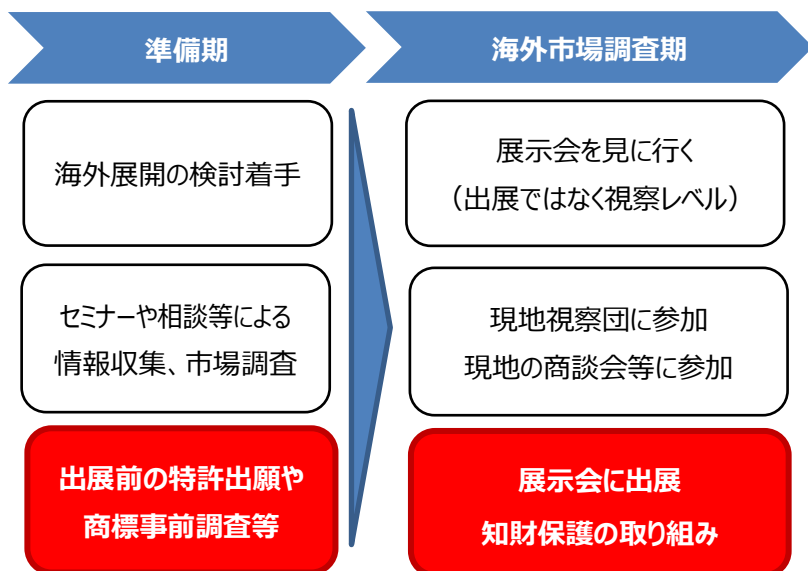 準備期
海外市場調査期
海外展開の検討着手
セミナーや相談等による
情報収集、市場調査
出展前の特許出願や
商標事前調査等
展示会を見に行く
（出展ではなく視察レベル）
現地視察団に参加
現地の商談会等に参加
展示会に出展
知財保護の取り組み